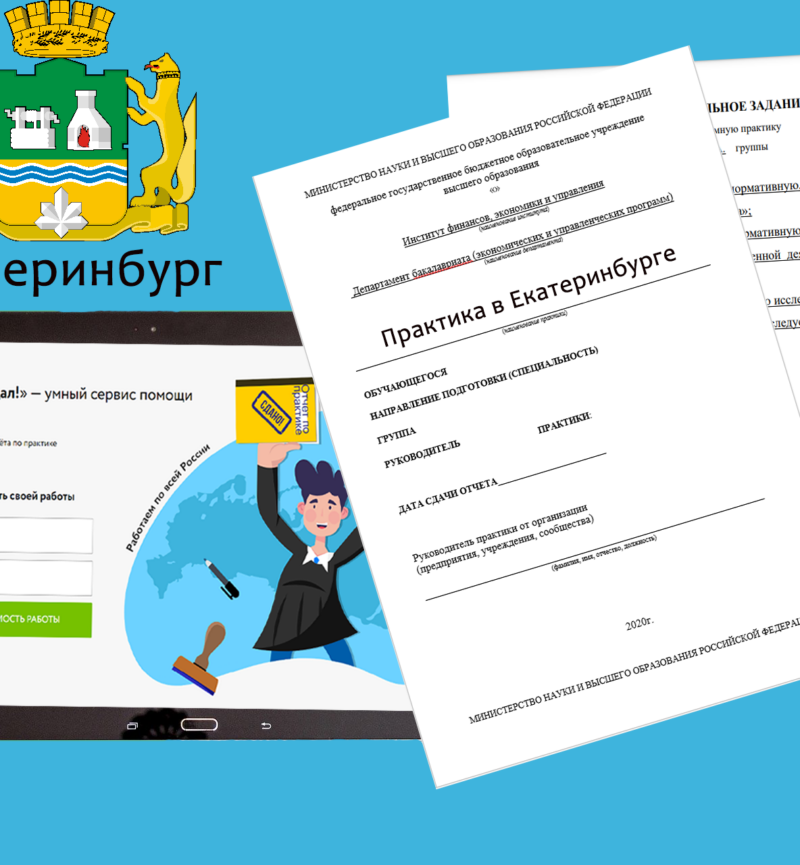 еринбург
ал!» — умный сервис помощи
ёта по практике
ть своей работы
ОСТЬ РАБОТЫ
Работаем по всей России
Отчет по
практике
СДАНО!
МИНИСТЕРСТВО НАУКИ И ВЫСШЕГО ОБРАЗОВАНИЯ РОССИЙСКОЙ ФЕДЕРАЦИИ
федеральное государственное бюджетное образовательное учреждение
высшего образования
«О»
Институт финансов, экономики и управления
(наименование института)
Департамент бакалавриата (экономических и управленческих программ)
(наименование департамента)
Практика в Екатеринбурге
(наименование практики)
ОБУЧАЮЩЕГОСЯ
НАПРАВЛЕНИЕ ПОДГОТОВКИ (СПЕЦИАЛЬНОСТЬ)
ГРУППА
РУКОВОДИТЕЛЬ ПРАКТИКИ:
ДАТА СДАЧИ ОТЧЕТА
Руководитель практики от организации
(предприятия, учреждения, сообщества)
(фамилия, имя, отчество, должность)
2020г.
МИНИСТЕРСТВО НАУКИ И ВЫСШЕГО ОБРАЗОВАНИЯ РОССИЙСКОЙ ФЕДЕРАЦ
ЛЬНОЕ ЗАДАНИ
мную практику
группы
нормативную
о»;
рмативную
енной дея
о иссле
следуе